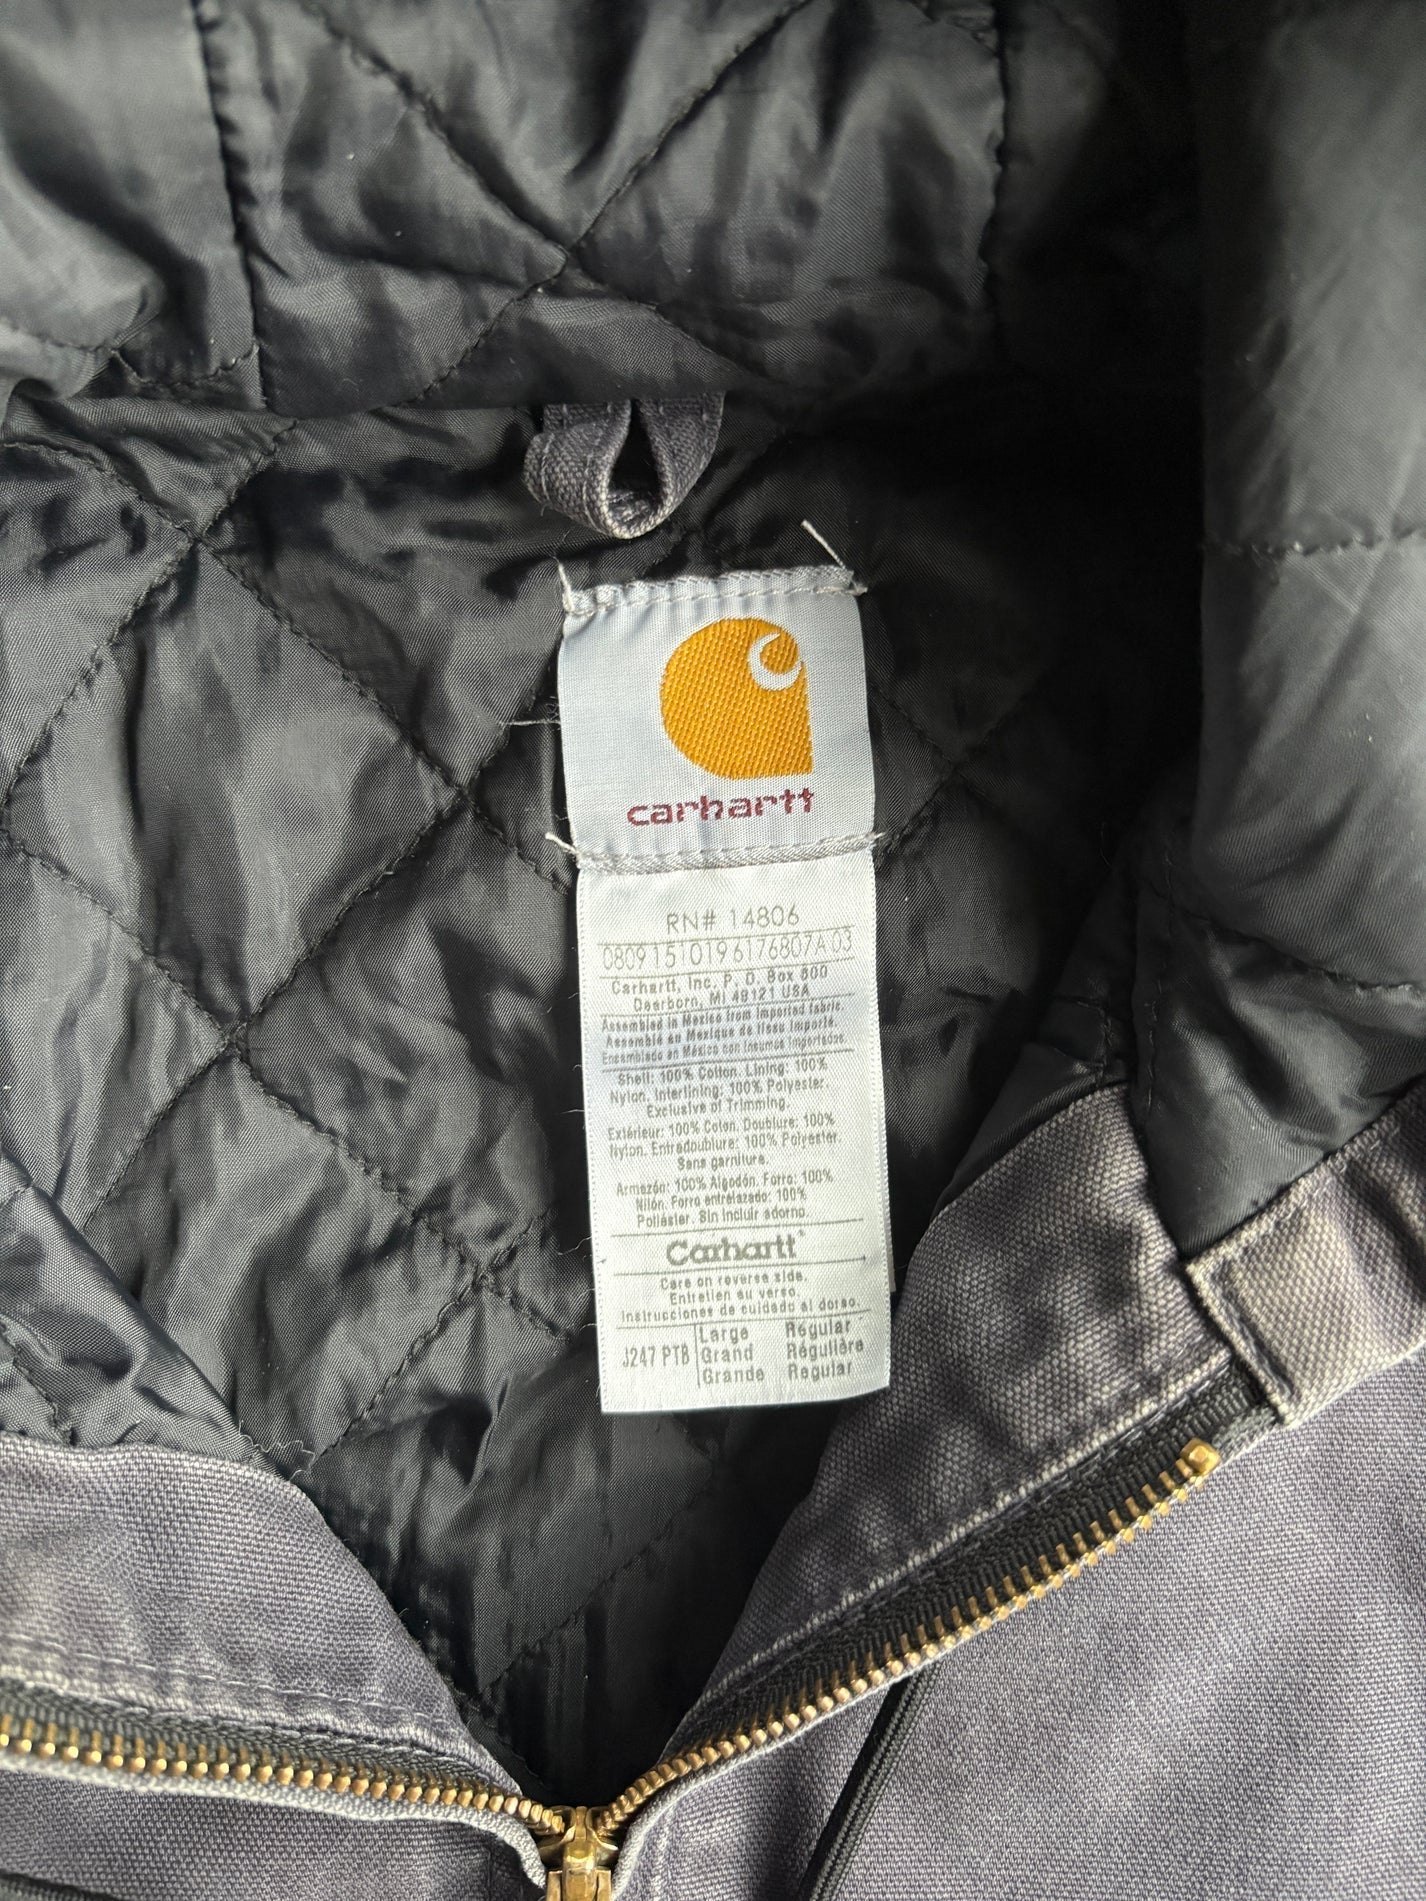 carhartt
RN# 14806
0809151019617​6807A03
Carhartt, Inc. P. O. Box 600
Dearborn, MI 48121 USA
Assembled in Mexico from imported fabric.
Assemblé au Mexique de tissu importé.
Ensamblado en México con insumos importados.
Shell: 100% Cotton. Lining: 100%
Nylon. Interlining: 100% Polyester.
Exclusive of Trimming.
Extérieur: 100% Coton. Doublure: 100%
Nylon. Entredoublure: 100% Polyester.
Sans garniture.
Armazón: 100% Algodón. Forro: 100%
Nilón. Forro entrelazado: 100%
Poliéster. Sin incluir adorno.
Carhartt®
Care on reverse side.
Entretien au verso.
Instrucciones de cuidado al dorso.
Large Regular
J247 PTB Grand Régulière
Grande Regular